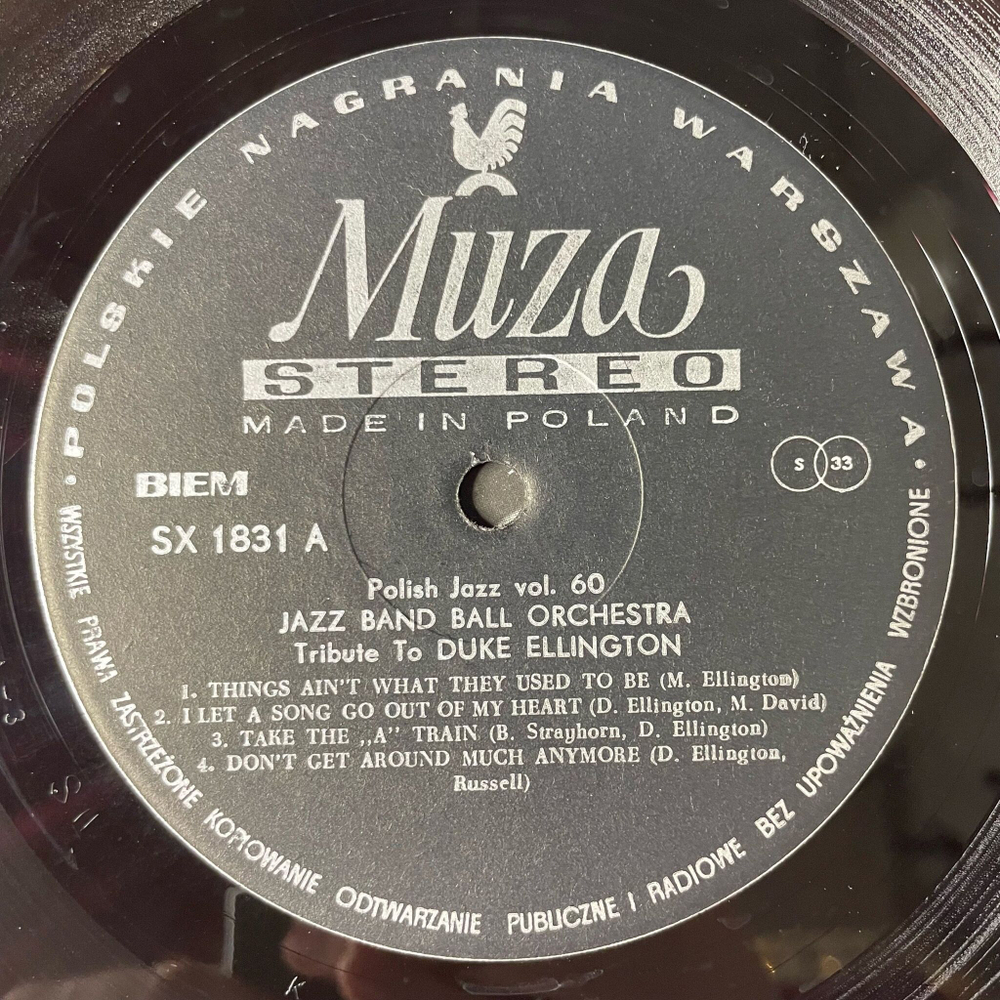 POLSKIE NAGRANIA WARSZAWA
Muza
STEREO
MADE IN POLAND
BIEM
S 33
SX 1831 A
Polish Jazz vol. 60
JAZZ BAND BALL ORCHESTRA
Tribute To DUKE ELLINGTON
1. THINGS AIN'T WHAT THEY USED TO BE (M. Ellington)
2. I LET A SONG GO OUT OF MY HEART (D. Ellington, M. David)
3. TAKE THE ,,A" TRAIN (B. Strayhorn, D. Ellington)
4. DON'T GET AROUND MUCH ANYMORE (D. Ellington,
Russell)
WSZYSTKIE PRAWA ZASTRZEŻONE KOPIOWANIE ODTWARZANIE PUBLICZNE I RADIOWE BEZ UPOWAŻNIENIA WZBRONIONE